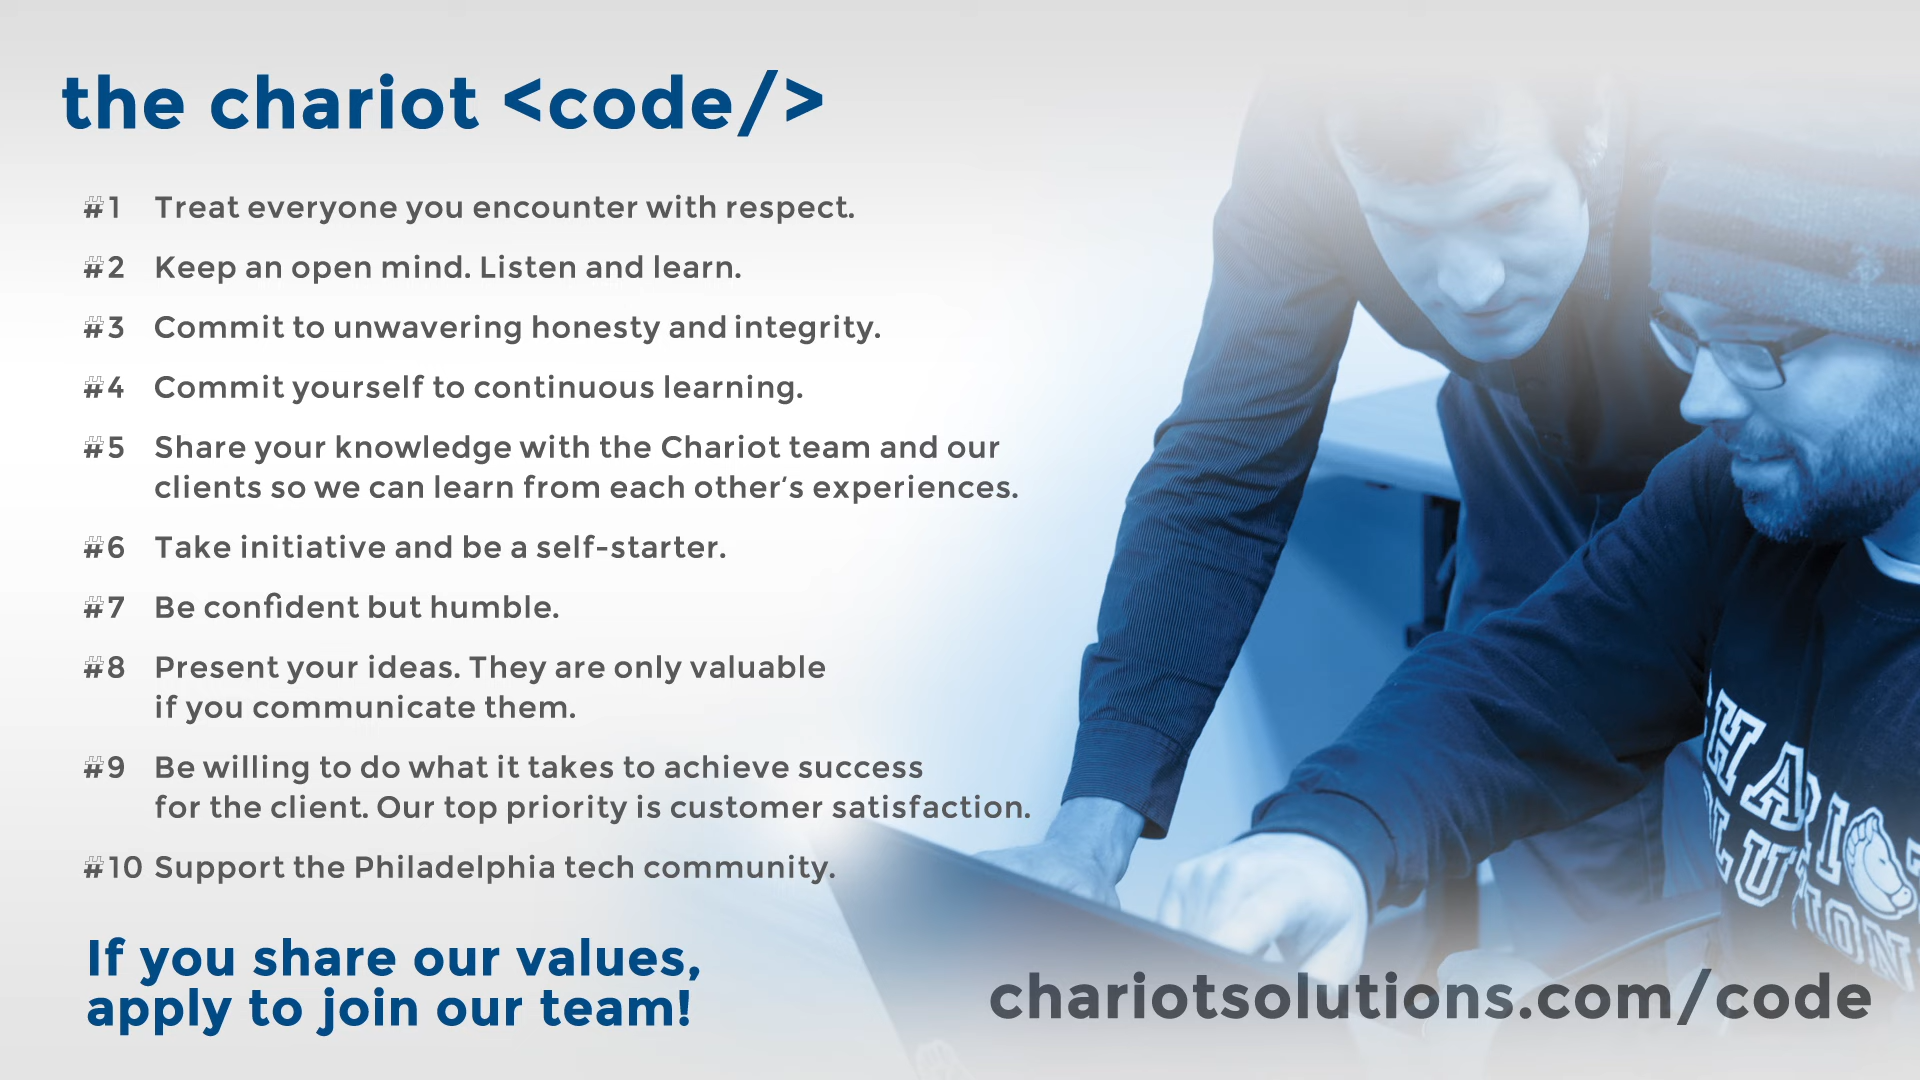 the chariot <code/>
#1 Treat everyone you encounter with respect.
#2 Keep an open mind. Listen and learn.
#3 Commit to unwavering honesty and integrity.
#4 Commit yourself to continuous learning.
#5 Share your knowledge with the Chariot team and our
clients so we can learn from each other's experiences.
#6 Take initiative and be a self-starter.
#7 Be confident but humble.
#8 Present your ideas. They are only valuable
if you communicate them.
#9 Be willing to do what it takes to achieve success
for the client. Our top priority is customer satisfaction.
#10 Support the Philadelphia tech community.
If you share our values,
apply to join our team!
chariotsolutions.com/code